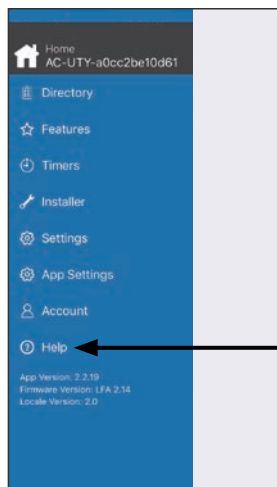 Home
AC-UTY-a0cc2be10d61
Directory
Features
Timers
Installer
Settings
App Settings
Account
Help
App Version: 2.2.19
Firmware Version: LFA 2.14
Locale Version: 2.0